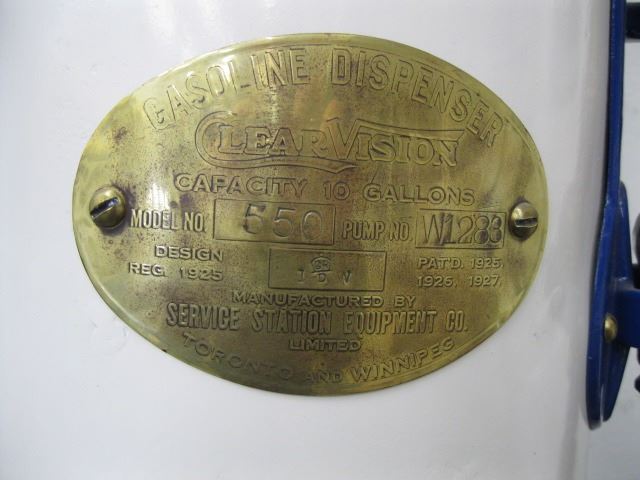 GASOLINE DISPENSER
CLEARVISION
CAPACITY 10 GALLONS
MODEL NO. 550 PUMP NO. W1283
DESIGN
REG. 1925
1 D V
PAT'D. 1925,
1926, 1927,
MANUFACTURED BY
SERVICE STATION EQUIPMENT CO.
LIMITED
TORONTO AND WINNIPEG